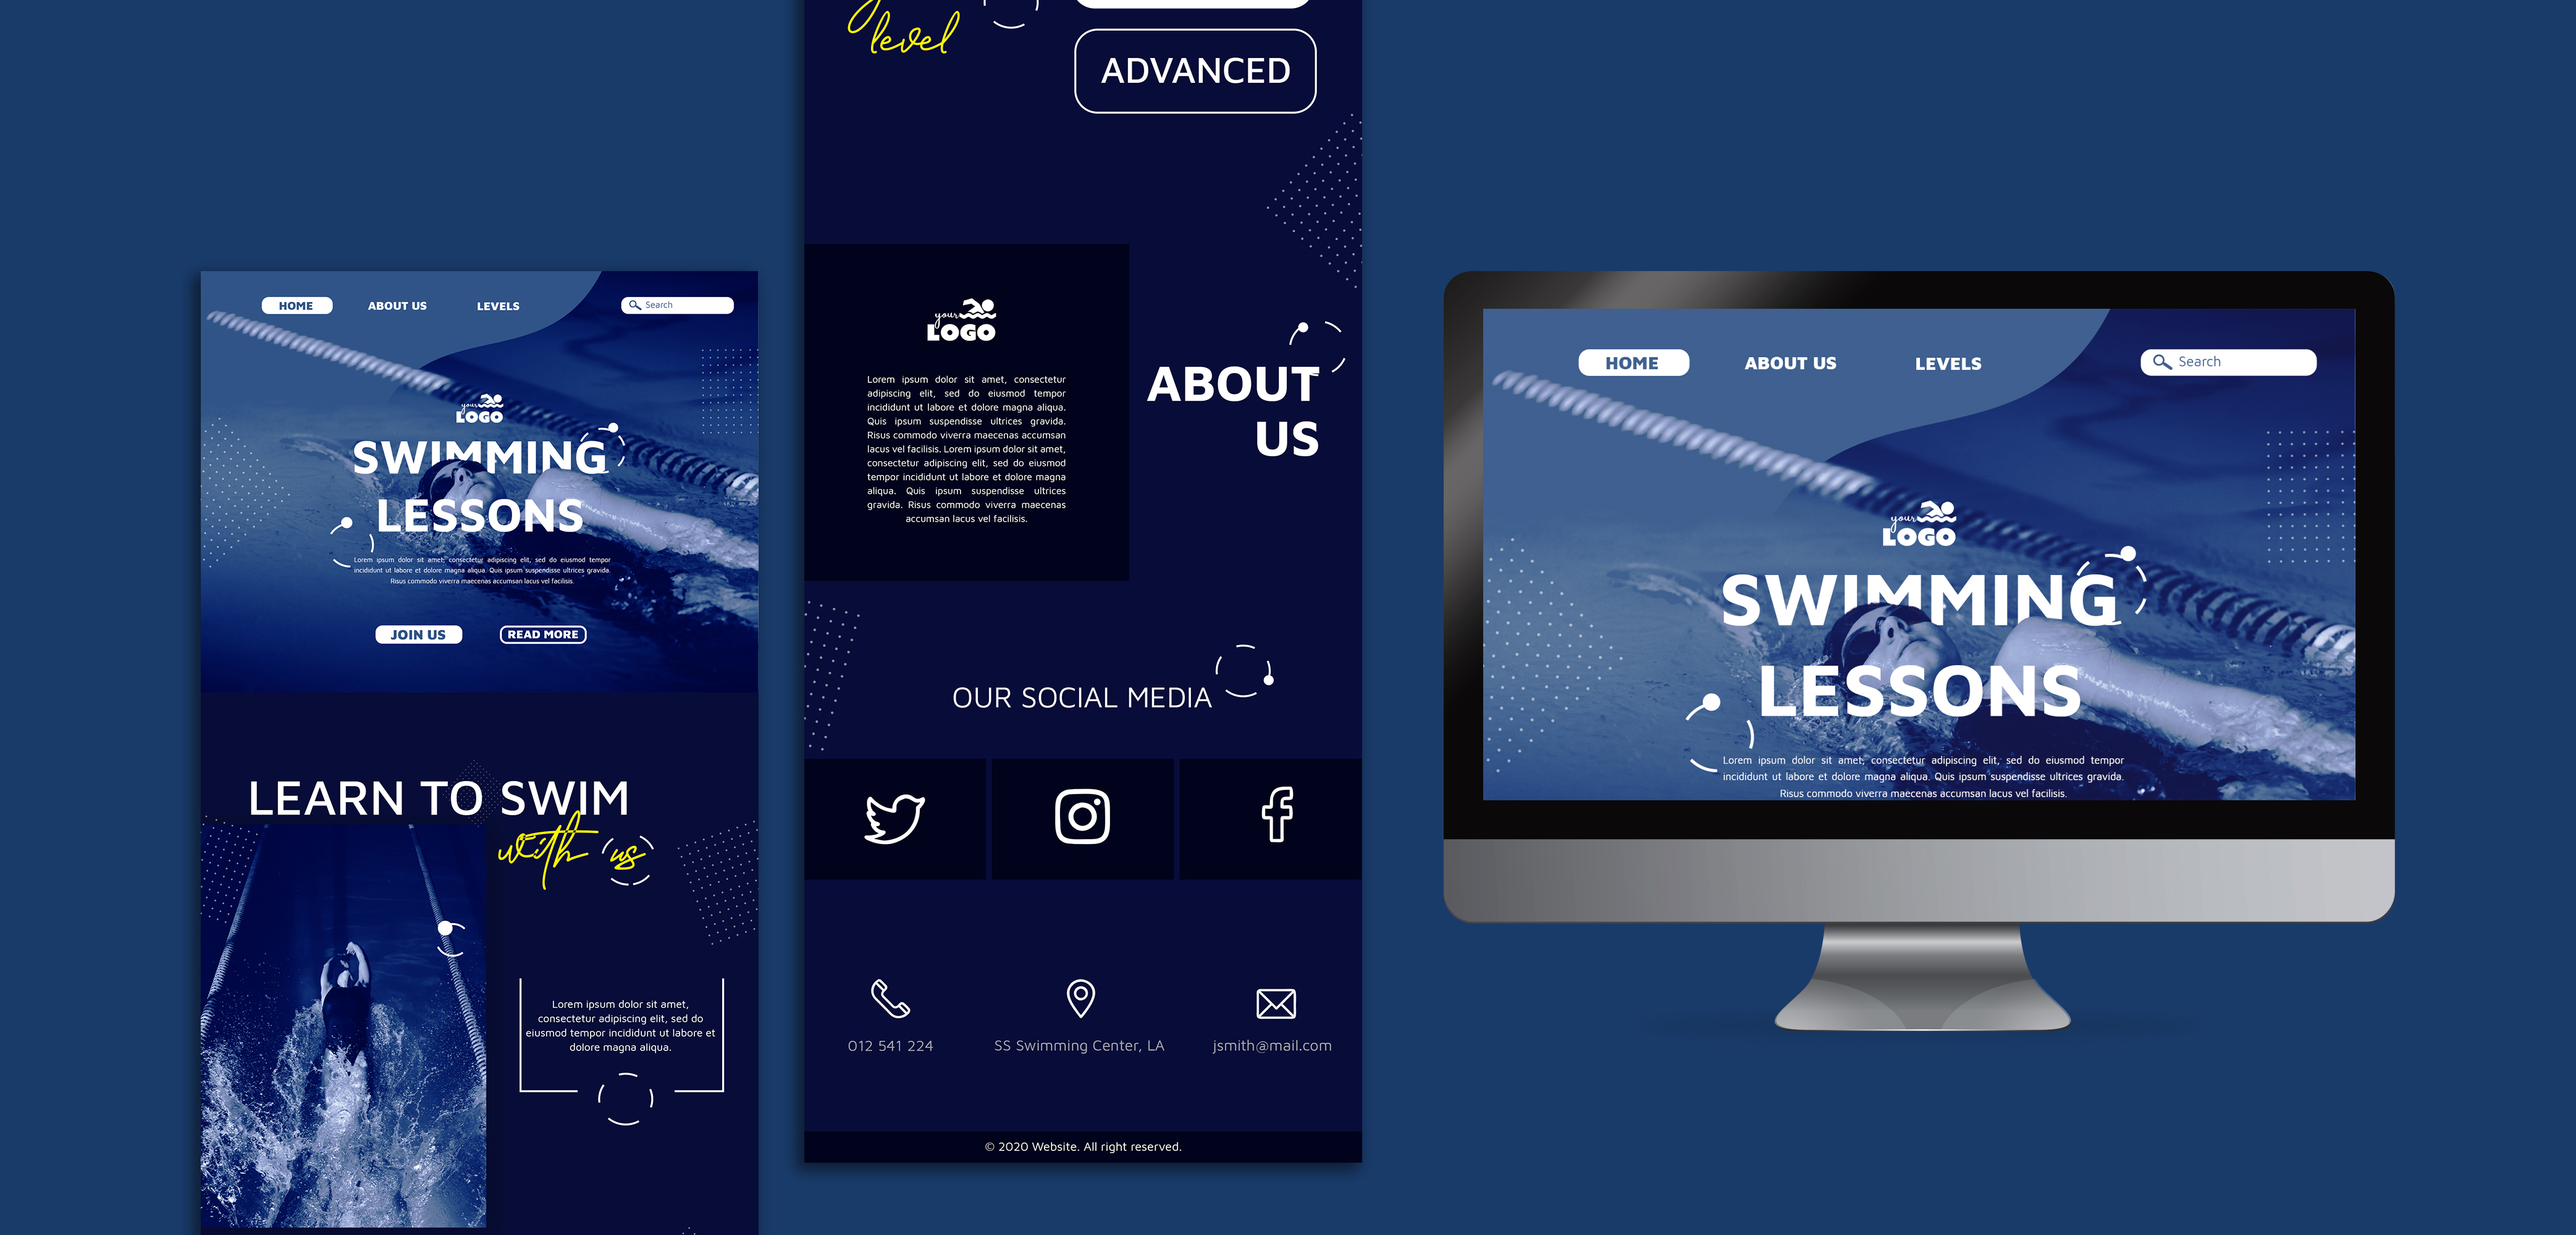 HOME
ABOUT US
LEVELS
Search
your
LOGO
SWIMMING
LESSONS
Lorem ipsum dolor sit amet, consectetur adipiscing elit, sed do eiusmod tempor
incididunt ut labore et dolore magna aliqua. Quis ipsum suspendisse ultrices gravida.
Risus commodo viverra maecenas accumsan lacus vel facilisis.
JOIN US
READ MORE
LEARN TO SWIM
with us
Lorem ipsum dolor sit amet,
consectetur adipiscing elit, sed do
eiusmod tempor incididunt ut labore et
dolore magna aliqua.
level
ADVANCED
your
LOGO
Lorem ipsum dolor sit amet, consectetur
adipiscing elit, sed do eiusmod tempor
incididunt ut labore et dolore magna aliqua.
Quis ipsum suspendisse ultrices gravida.
Risus commodo viverra maecenas accumsan
lacus vel facilisis. Lorem ipsum dolor sit amet,
consectetur adipiscing elit, sed do eiusmod
tempor incididunt ut labore et dolore magna
aliqua. Quis ipsum suspendisse ultrices
gravida. Risus commodo viverra maecenas
accumsan lacus vel facilisis.
ABOUT
US
OUR SOCIAL MEDIA
012 541 224
SS Swimming Center, LA
jsmith@mail.com
© 2020 Website. All right reserved.
HOME
ABOUT US
LEVELS
Search
your
LOGO
SWIMMING
LESSONS
Lorem ipsum dolor sit amet, consectetur adipiscing elit, sed do eiusmod tempor
incididunt ut labore et dolore magna aliqua. Quis ipsum suspendisse ultrices gravida.
Risus commodo viverra maecenas accumsan lacus vel facilisis.